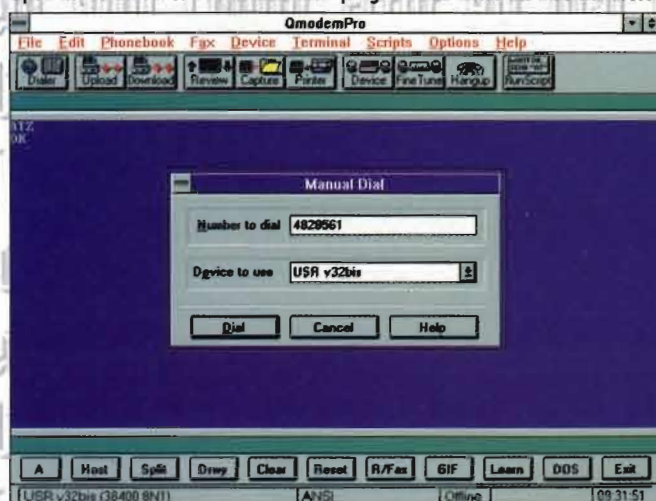 QmodemPro
File Edit Phonebook Fax Device Terminal Scripts Options Help
Dialer Upload Download Review Capture Printer Device FineTune Hangup RunScript
ATZ
OK
Manual Dial
Number to dial 4829561
Device to use USR v32bis
Dial Cancel Help
A Host Split Drwy Clear Reset R/Fax GIF Learn DOS Exit
USR v32bis (38400 8N1) ANSI Offline 09:31:51